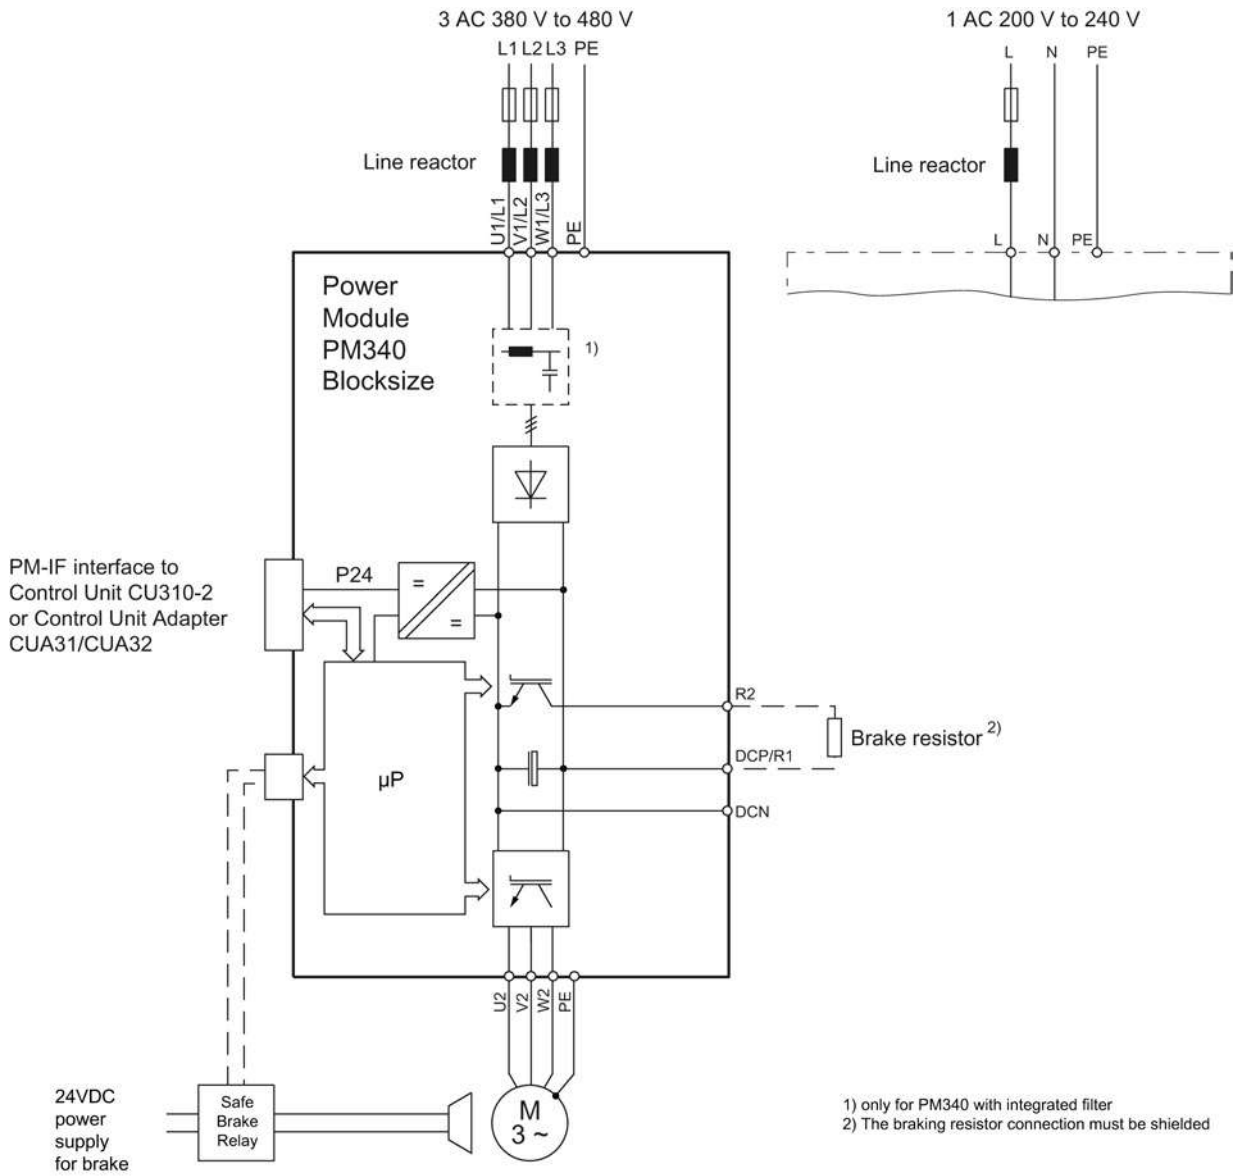 3 AC 380 V to 480 V
L1 L2 L3 PE
Line reactor
U1/L1
V1/L2
W1/L3
PE
1 AC 200 V to 240 V
L
N
PE
Line reactor
L
N
PE
Power
Module
PM340
Blocksize
1)
PM-IF interface to
Control Unit CU310-2
or Control Unit Adapter
CUA31/CUA32
P24
=
=
R2
Brake resistor 2)
DCP/R1
µP
DCN
U2
V2
W2
PE
24VDC
power
supply
for brake
Safe
Brake
Relay
M
3 ~
1) only for PM340 with integrated filter
2) The braking resistor connection must be shielded